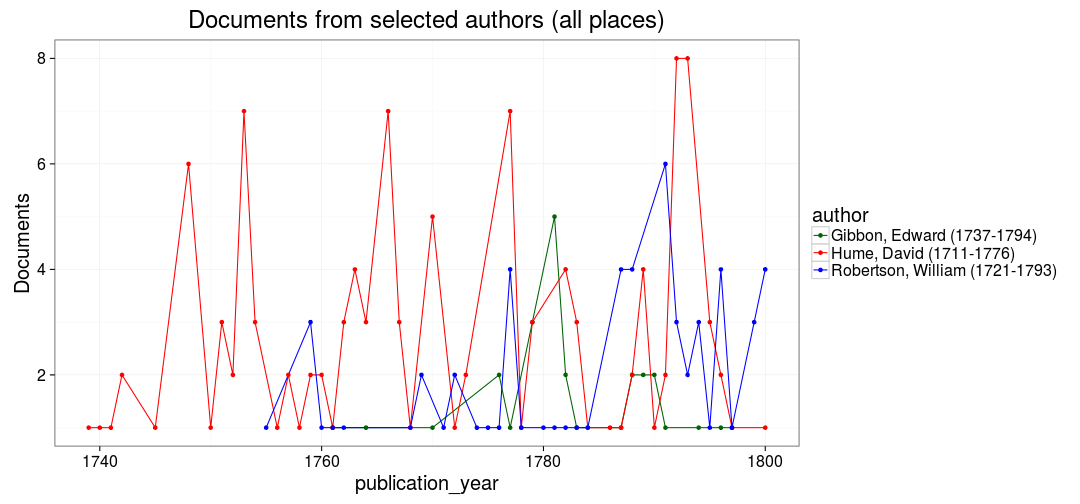 Documents from selected authors (all places)
8
6
4
2
Documents
1740 1760 1780 1800
publication_year
author
Gibbon, Edward (1737-1794)
Hume, David (1711-1776)
Robertson, William (1721-1793)